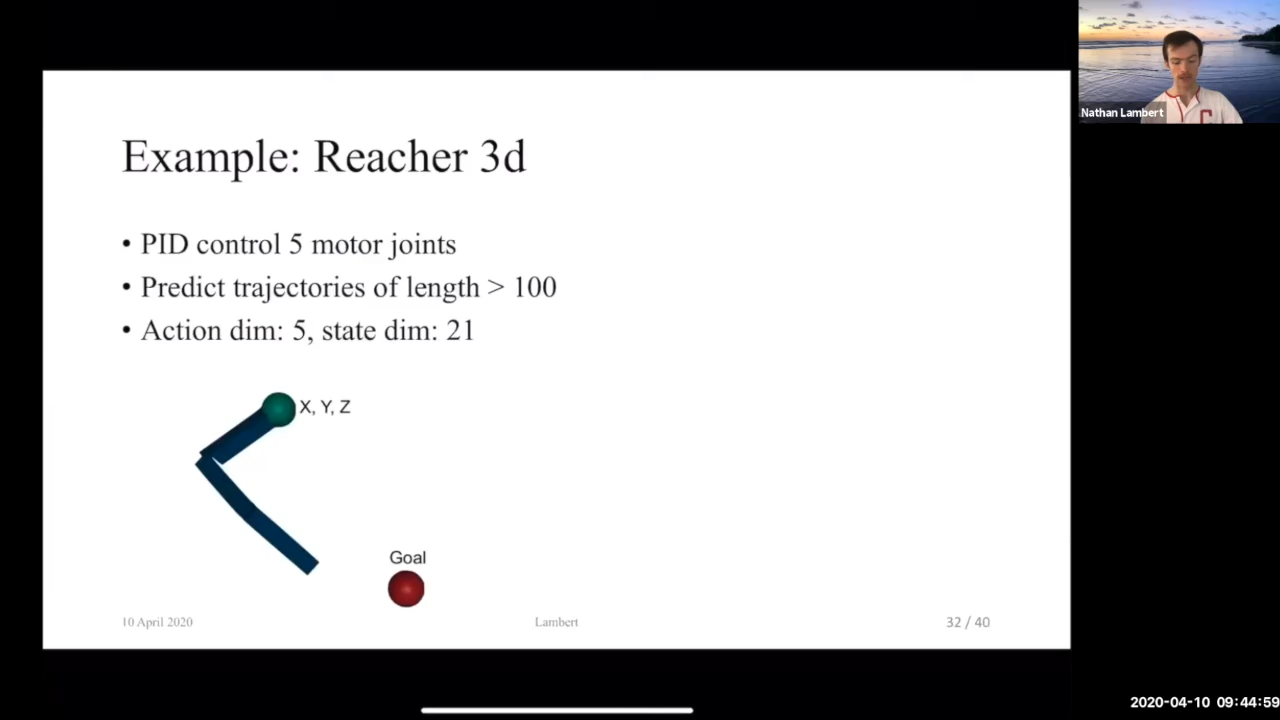 Example: Reacher 3d
• PID control 5 motor joints
• Predict trajectories of length > 100
• Action dim: 5, state dim: 21
X, Y, Z
Goal
10 April 2020
Lambert
32 / 40
Nathan Lambert
C
2020-04-10 09:44:59